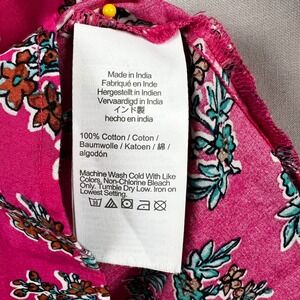 Made in India
Fabriqué en Inde
Hergestellt in Indien
Vervaardigd in India
インド製
hecho en indio
100% Cotton / Coton /
Baumwolle / Katoen / 綿 /
algodón
Machine Wash Cold With Like
Colors, Non-Chlorine Bleach
Only. Tumble Dry Low. Iron on
Lowest Setting.